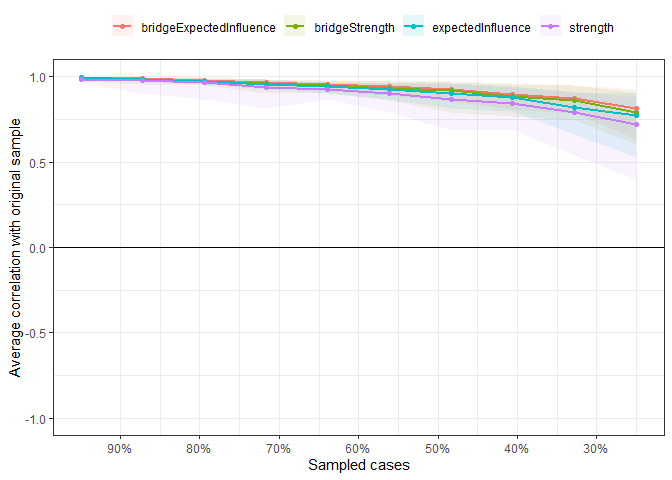 bridgeExpectedInfluence bridgeStrength expectedInfluence strength
Average correlation with original sample
1.0
0.5
0.0
-0.5
-1.0
90% 80% 70% 60% 50% 40% 30%
Sampled cases